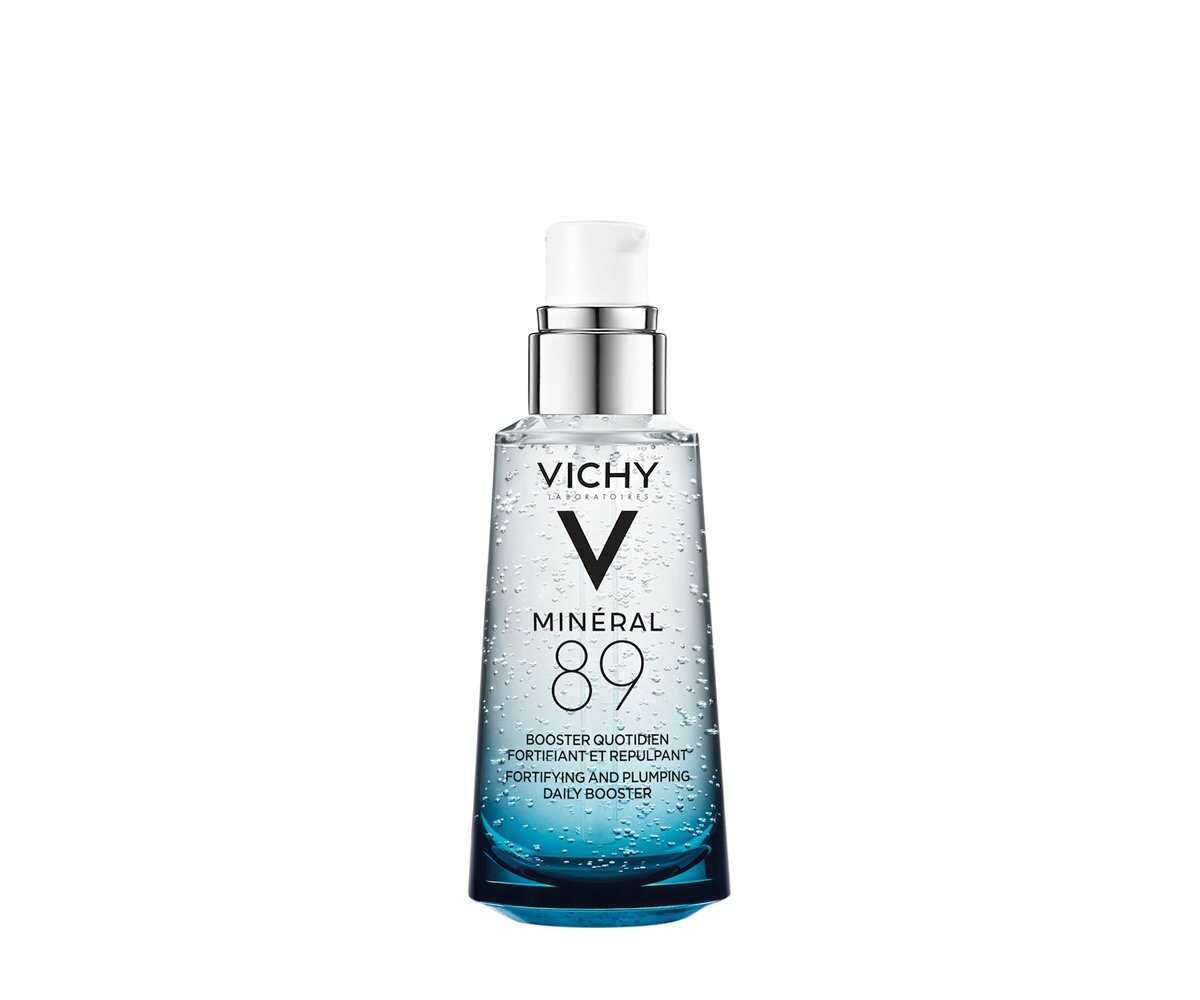 VICHY
LABORATOIRES
V
MINÉRAL
89
BOOSTER QUOTIDIEN
FORTIFIANT ET REPULPANT
FORTIFYING AND PLUMPING
DAILY BOOSTER